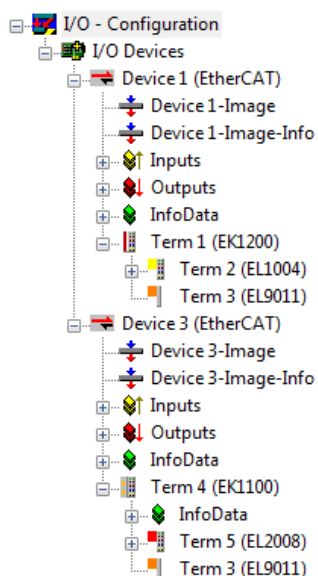 I/O - Configuration
I/O Devices
Device 1 (EtherCAT)
Device 1-Image
Device 1-Image-Info
Inputs
Outputs
InfoData
Term 1 (EK1200)
Term 2 (EL1004)
Term 3 (EL9011)
Device 3 (EtherCAT)
Device 3-Image
Device 3-Image-Info
Inputs
Outputs
InfoData
Term 4 (EK1100)
InfoData
Term 5 (EL2008)
Term 3 (EL9011)